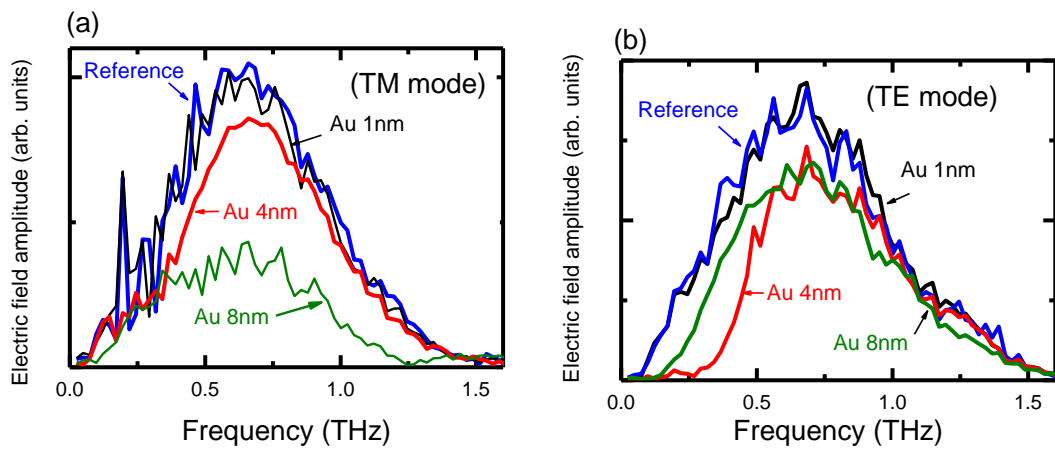 (a)
Electric field amplitude (arb. units)
Reference
(TM mode)
Au 1nm
Au 4nm
Au 8nm
0.0 0.5 1.0 1.5
Frequency (THz)
(b)
Electric field amplitude (arb. units)
Reference
(TE mode)
Au 1nm
Au 4nm
Au 8nm
0.0 0.5 1.0 1.5
Frequency (THz)